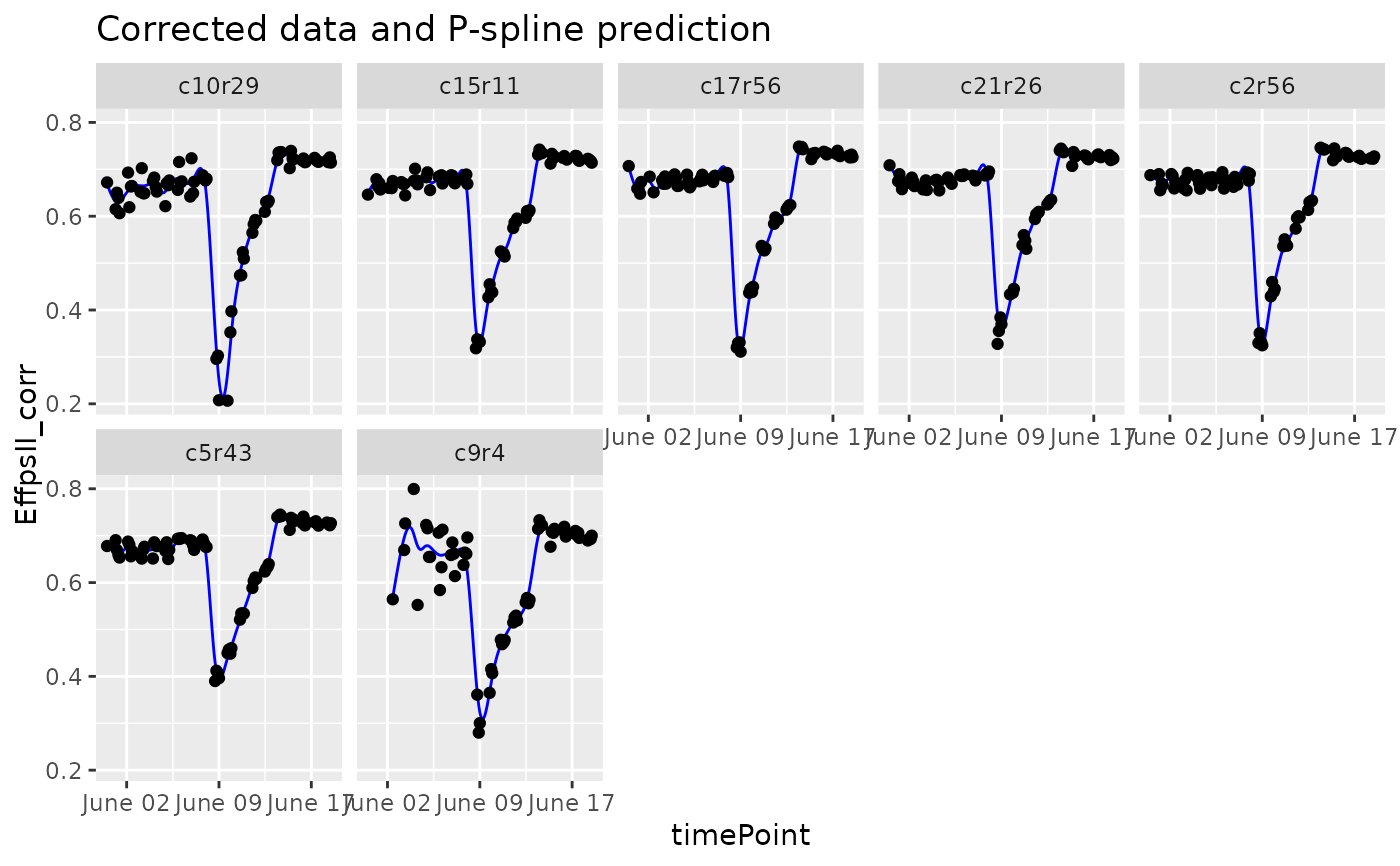 Corrected data and P-spline prediction
c10r29 c15r11 c17r56 c21r26 c2r56
0.8
0.6
0.4
0.2
June 02 June 09 June 17 June 02 June 09 June 17 June 02 June 09 June 17
c5r43 c9r4
0.8
0.6
0.4
0.2
June 02 June 09 June 17 June 02 June 09 June 17
EffpsII_corr
timePoint